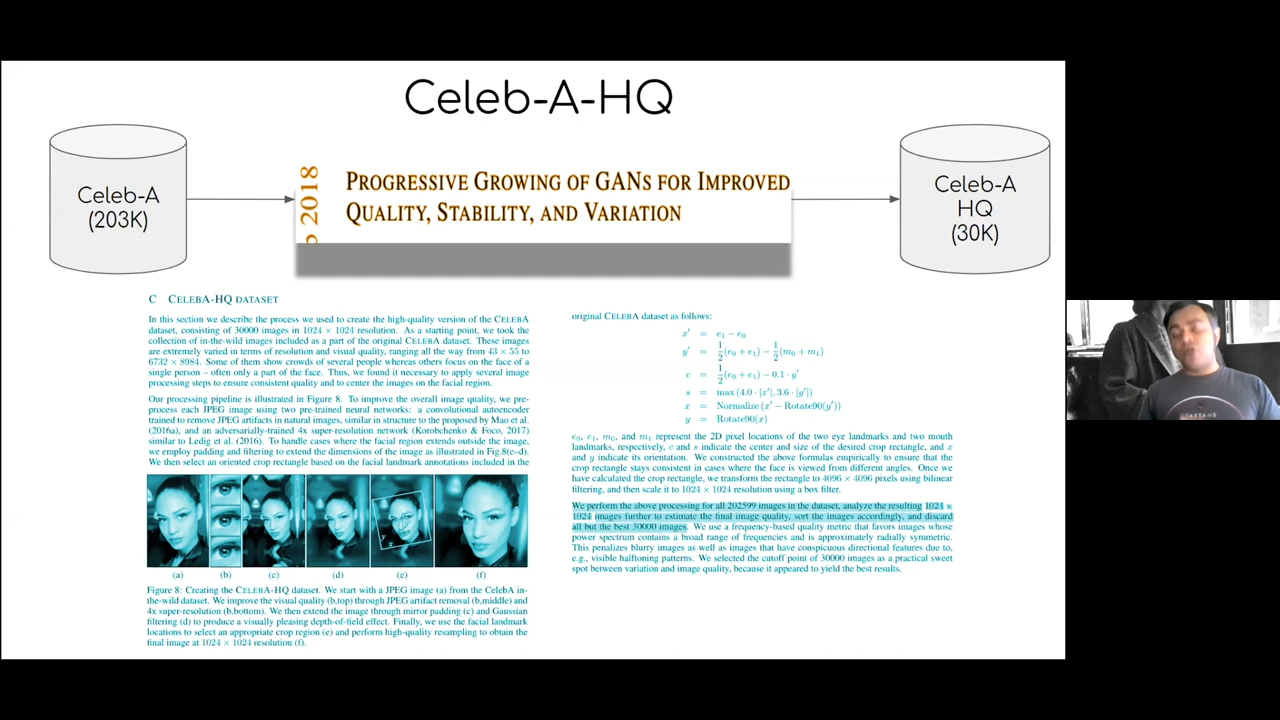 Celeb-A-HQ
Celeb-A
(203K)
2018
PROGRESSIVE GROWING OF GANS FOR IMPROVED
QUALITY, STABILITY, AND VARIATION
Celeb-A
HQ
(30K)
C CELEBA-HQ DATASET
In this section we describe the process we used to create the high-quality version of the CELEBA
dataset, consisting of 30000 images in 1024 × 1024 resolution. As a starting point, we took the
collection of in-the-wild images included as a part of the original CELEBA dataset. These images
are extremely varied in terms of resolution and visual quality, ranging all the way from 43 × 55 to
6732 × 8984. Some of them show crowds of several people whereas others focus on the face of a
single person – often only a part of the face. Thus, we found it necessary to apply several image
processing steps to ensure consistent quality and to center the images on the facial region.
Our processing pipeline is illustrated in Figure 8. To improve the overall image quality, we pre-
process each JPEG image using two pre-trained neural networks: a convolutional autoencoder
trained to remove JPEG artifacts in natural images, similar in structure to the proposed by Mao et al.
(2016a), and an adversarially-trained 4x super-resolution network (Korobchenko & Foco, 2017)
similar to Ledig et al. (2016). To handle cases where the facial region extends outside the image,
we employ padding and filtering to extend the dimensions of the image as illustrated in Fig.8(c–d).
We then select an oriented crop rectangle based on the facial landmark annotations included in the
(a) (b) (c) (d) (e) (f)
Figure 8: Creating the CELEBA-HQ dataset. We start with a JPEG image (a) from the CelebA in-
the-wild dataset. We improve the visual quality (b,top) through JPEG artifact removal (b,middle) and
4x super-resolution (b,bottom). We then extend the image through mirror padding (c) and Gaussian
filtering (d) to produce a visually pleasing depth-of-field effect. Finally, we use the facial landmark
locations to select an appropriate crop region (e) and perform high-quality resampling to obtain the
final image at 1024 × 1024 resolution (f).
original CELEBA dataset as follows:
x′ = e₁ − e₀
y′ = 1/2(e₀ + e₁) − 1/2(m₀ + m₁)
c = 1/2(e₀ + e₁) − 0.1 · y′
s = max (4.0 · |x′|, 3.6 · |y′|)
x = Normalize (x′ − Rotate90(y′))
y = Rotate90(x)
e₀, e₁, m₀, and m₁ represent the 2D pixel locations of the two eye landmarks and two mouth
landmarks, respectively, c and s indicate the center and size of the desired crop rectangle, and x
and y indicate its orientation. We constructed the above formulas empirically to ensure that the
crop rectangle stays consistent in cases where the face is viewed from different angles. Once we
have calculated the crop rectangle, we transform the rectangle to 4096 × 4096 pixels using bilinear
filtering, and then scale it to 1024 × 1024 resolution using a box filter.
We perform the above processing for all 202599 images in the dataset, analyze the resulting 1024 ×
1024 images further to estimate the final image quality, sort the images accordingly, and discard
all but the best 30000 images. We use a frequency-based quality metric that favors images whose
power spectrum contains a broad range of frequencies and is approximately radially symmetric.
This penalizes blurry images as well as images that have conspicuous directional features due to,
e.g., visible halftoning patterns. We selected the cutoff point of 30000 images as a practical sweet
spot between variation and image quality, because it appeared to yield the best results.